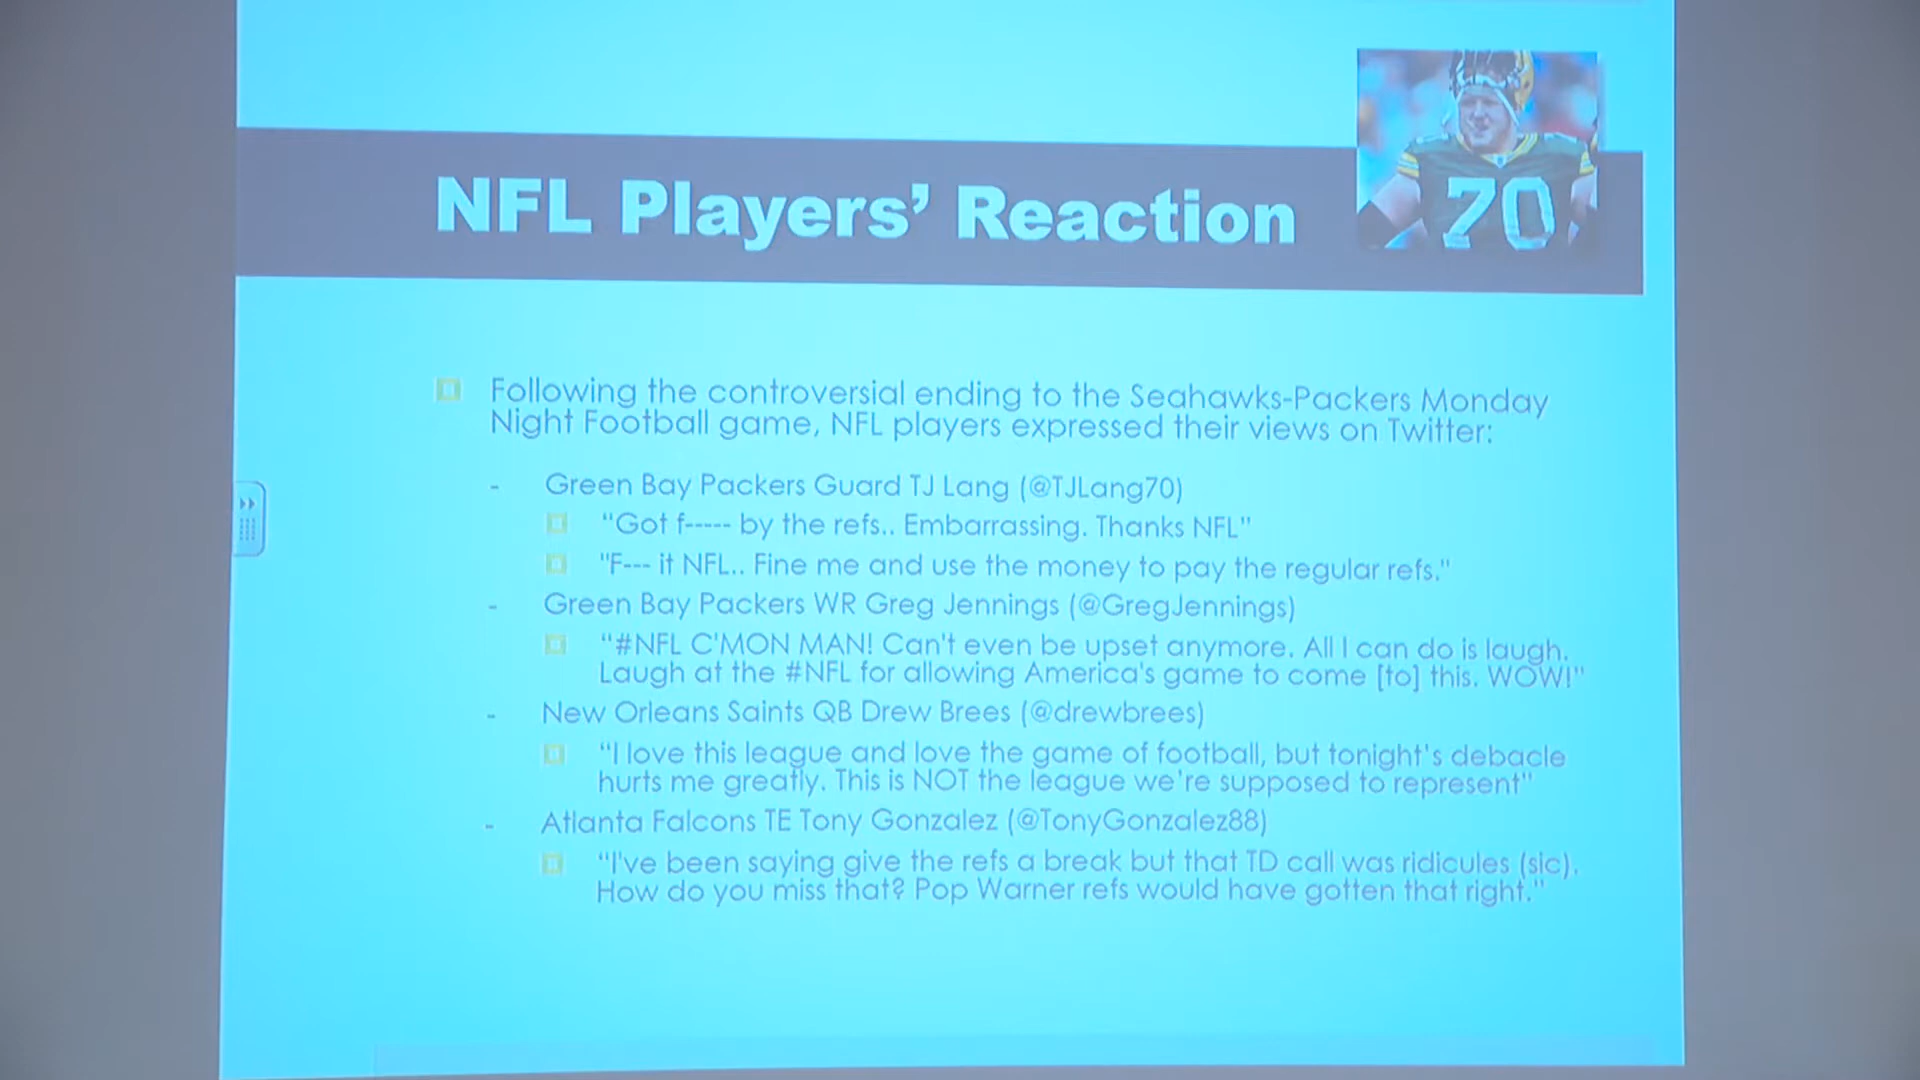 NFL Players’ Reaction
70
Following the controversial ending to the Seahawks-Packers Monday
Night Football game, NFL players expressed their views on Twitter:
- Green Bay Packers Guard TJ Lang (@TJLang70)
“Got f----- by the refs.. Embarrassing. Thanks NFL"
"F--- it NFL.. Fine me and use the money to pay the regular refs."
- Green Bay Packers WR Greg Jennings (@GregJennings)
“#NFL C'MON MAN! Can't even be upset anymore. All I can do is laugh.
Laugh at the #NFL for allowing America's game to come [to] this. WOW!"
- New Orleans Saints QB Drew Brees (@drewbrees)
“I love this league and love the game of football, but tonight's debacle
hurts me greatly. This is NOT the league we’re supposed to represent"
- Atlanta Falcons TE Tony Gonzalez (@TonyGonzalez88)
“I've been saying give the refs a break but that TD call was ridicules (sic).
How do you miss that? Pop Warner refs would have gotten that right."